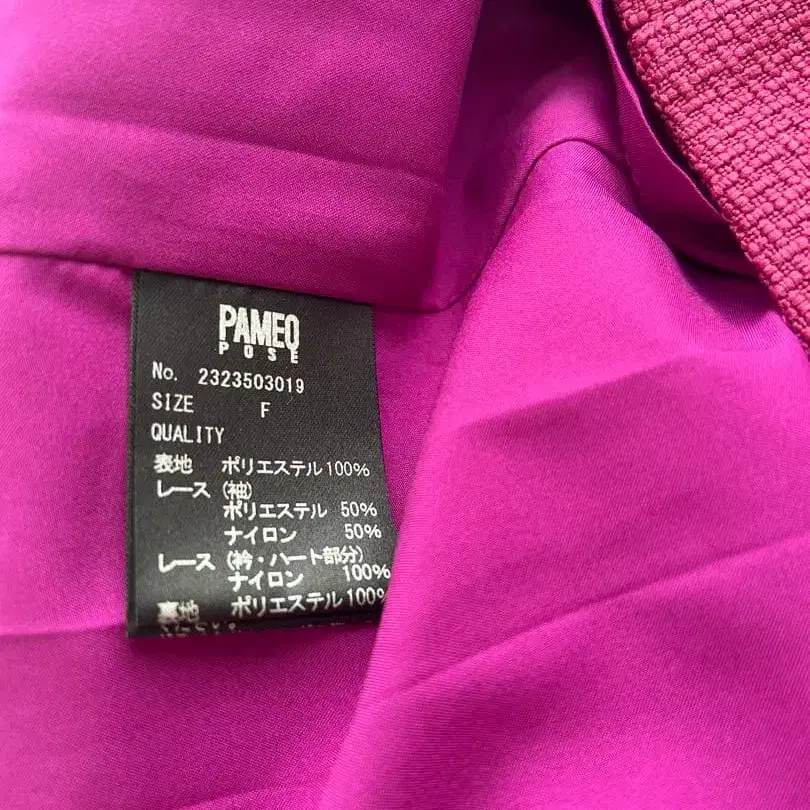 PAMEO
POSE
No. 2323503019
SIZE F
QUALITY
表地 ポリエステル100%
レース (袖)
ポリエステル 50%
ナイロン 50%
レース (衿・ハート部分)
ナイロン 100%
裏地 ポリエステル100%